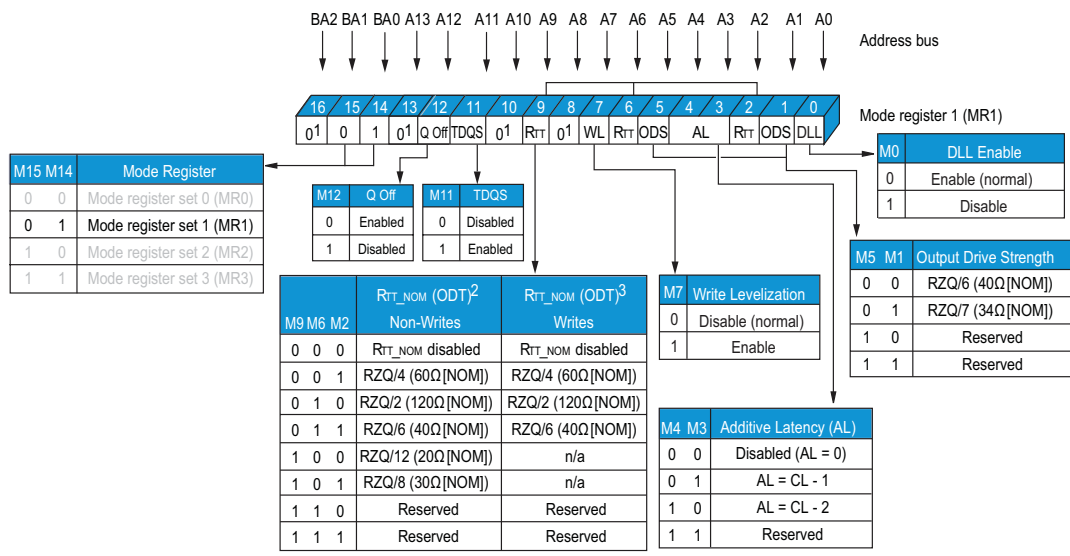 BA2 BA1 BA0 A13 A12 A11 A10 A9 A8 A7 A6 A5 A4 A3 A2 A1 A0
Address bus
16 15 14 13 12 11 10 9 8 7 6 5 4 3 2 1 0
Mode register 1 (MR1)
0¹ 0 1 0¹ Q Off TDQS 0¹ RTT 0¹ WL RTT ODS AL RTT ODS DLL
M15 M14 Mode Register
0 0 Mode register set 0 (MR0)
0 1 Mode register set 1 (MR1)
1 0 Mode register set 2 (MR2)
1 1 Mode register set 3 (MR3)
M12 Q Off
0 Enabled
1 Disabled
M11 TDQS
0 Disabled
1 Enabled
M0 DLL Enable
0 Enable (normal)
1 Disable
M5 M1 Output Drive Strength
0 0 RZQ/6 (40Ω[NOM])
0 1 RZQ/7 (34Ω[NOM])
1 0 Reserved
1 1 Reserved
RTT_NOM (ODT)² RTT_NOM (ODT)³
M9 M6 M2 Non-Writes Writes
0 0 0 RTT_NOM disabled RTT_NOM disabled
0 0 1 RZQ/4 (60Ω[NOM]) RZQ/4 (60Ω[NOM])
0 1 0 RZQ/2 (120Ω[NOM]) RZQ/2 (120Ω[NOM])
0 1 1 RZQ/6 (40Ω[NOM]) RZQ/6 (40Ω[NOM])
1 0 0 RZQ/12 (20Ω[NOM]) n/a
1 0 1 RZQ/8 (30Ω[NOM]) n/a
1 1 0 Reserved Reserved
1 1 1 Reserved Reserved
M7 Write Levelization
0 Disable (normal)
1 Enable
M4 M3 Additive Latency (AL)
0 0 Disabled (AL = 0)
0 1 AL = CL - 1
1 0 AL = CL - 2
1 1 Reserved